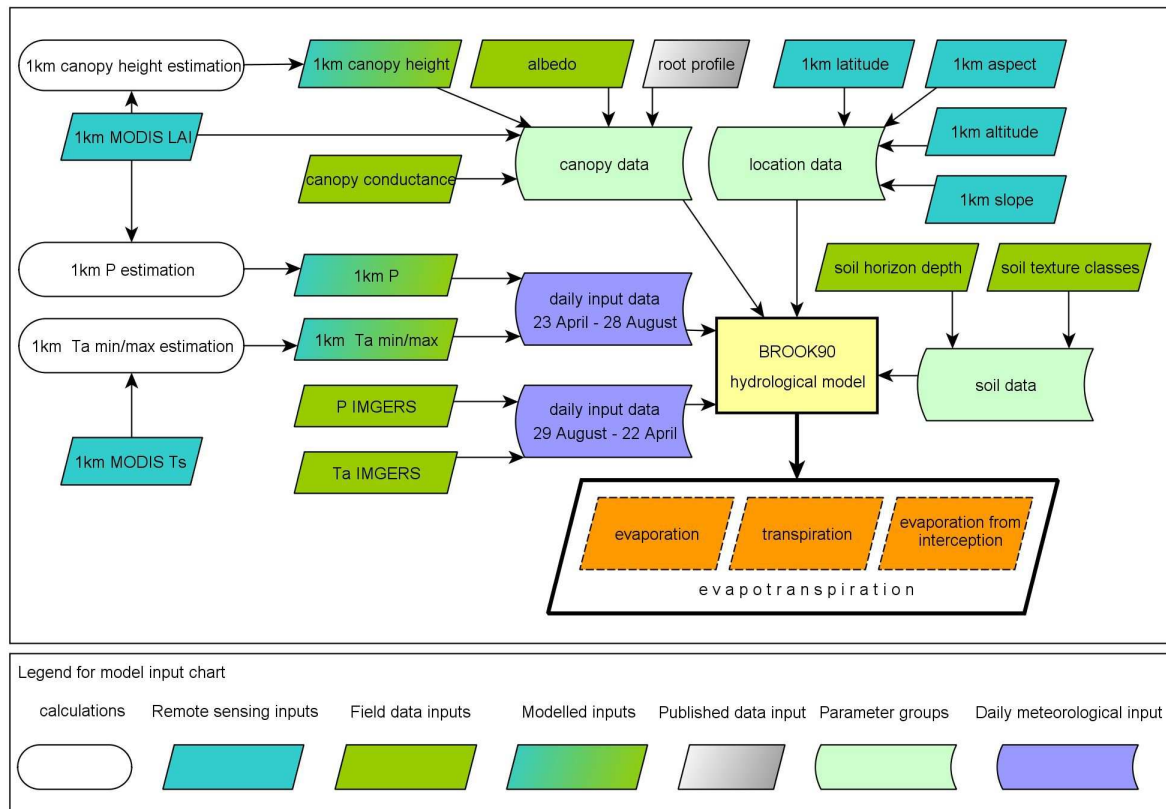 1km canopy height estimation
1km canopy height
albedo
root profile
1km latitude
1km aspect
1km MODIS LAI
canopy data
location data
1km altitude
canopy conductance
1km slope
1km P estimation
1km P
daily input data
23 April - 28 August
soil horizon depth
soil texture classes
1km Ta min/max estimation
1km Ta min/max
BROOK90
hydrological model
soil data
P IMGERS
daily input data
29 August - 22 April
1km MODIS Ts
Ta IMGERS
evaporation
transpiration
evaporation from
interception
evapotranspiration
Legend for model input chart
calculations
Remote sensing inputs
Field data inputs
Modelled inputs
Published data input
Parameter groups
Daily meteorological input